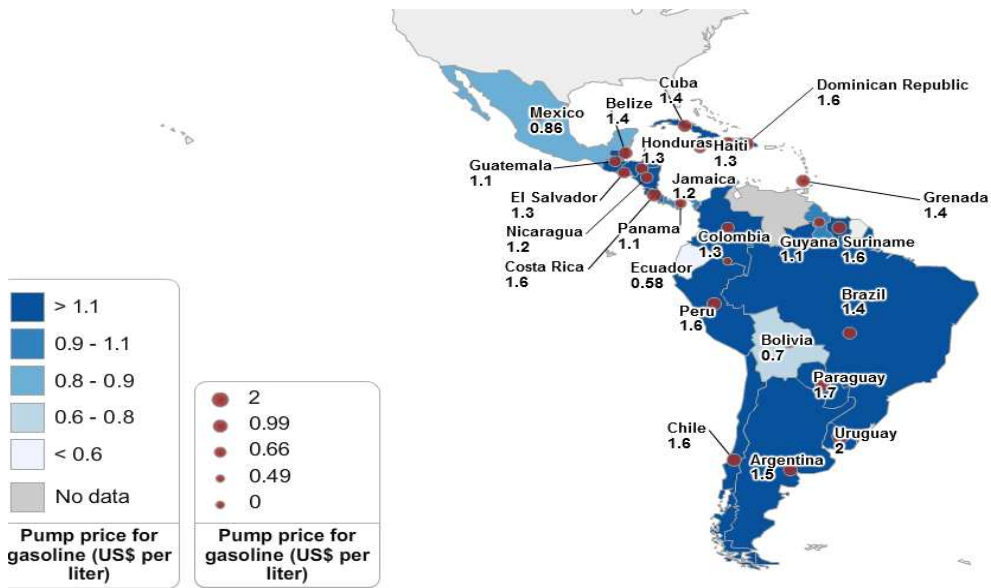 Cuba
1.4
Dominican Republic
1.6
Mexico
0.86
Belize
1.4
Honduras
1.3
Haiti
1.3
Guatemala
1.1
Jamaica
1.2
El Salvador
1.3
Grenada
1.4
Nicaragua
1.2
Panama
1.1
Colombia
1.3
Guyana
1.1
Suriname
1.6
Costa Rica
1.6
Ecuador
0.58
Brazil
1.4
Peru
1.6
Bolivia
0.7
Paraguay
1.7
Chile
1.6
Uruguay
2
Argentina
1.5
> 1.1
0.9 - 1.1
0.8 - 0.9
0.6 - 0.8
< 0.6
No data
Pump price for
gasoline (US$ per
liter)
2
0.99
0.66
0.49
0
Pump price for
gasoline (US$ per
liter)